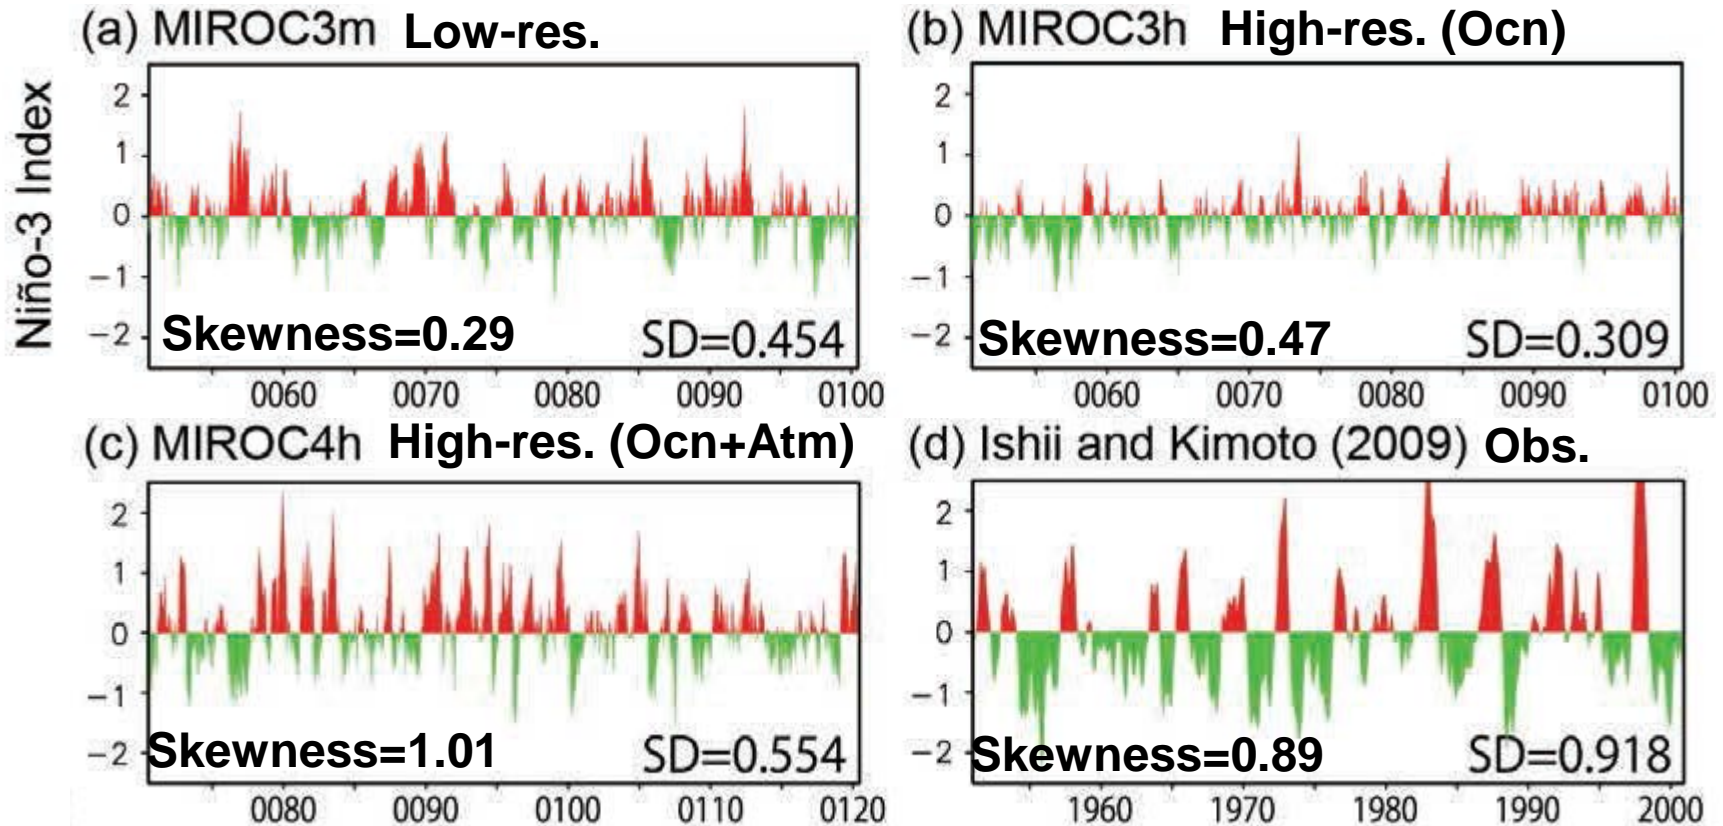 (a) MIROC3m Low-res.
Niño-3 Index
2
1
0
−1
−2
Skewness=0.29 SD=0.454
0060 0070 0080 0090 0100
(b) MIROC3h High-res. (Ocn)
2
1
0
−1
−2
Skewness=0.47 SD=0.309
0060 0070 0080 0090 0100
(c) MIROC4h High-res. (Ocn+Atm)
2
1
0
−1
−2
Skewness=1.01 SD=0.554
0080 0090 0100 0110 0120
(d) Ishii and Kimoto (2009) Obs.
2
1
0
−1
−2
Skewness=0.89 SD=0.918
1960 1970 1980 1990 2000